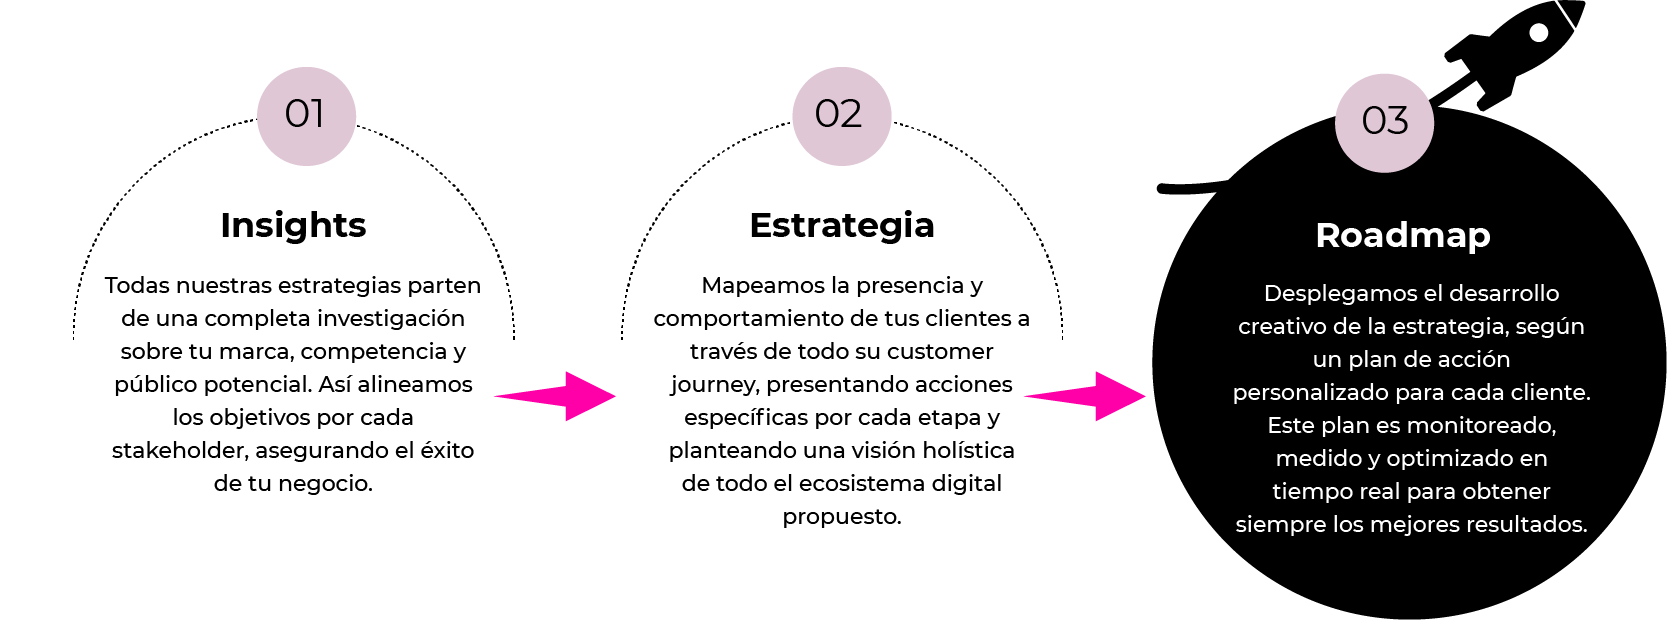 01
Insights
Todas nuestras estrategias parten
de una completa investigación
sobre tu marca, competencia y
público potencial. Así alineamos
los objetivos por cada
stakeholder, asegurando el éxito
de tu negocio.
02
Estrategia
Mapeamos la presencia y
comportamiento de tus clientes a
través de todo su customer
journey, presentando acciones
específicas por cada etapa y
planteando una visión holística
de todo el ecosistema digital
propuesto.
03
Roadmap
Desplegamos el desarrollo
creativo de la estrategia, según
un plan de acción
personalizado para cada cliente.
Este plan es monitoreado,
medido y optimizado en
tiempo real para obtener
siempre los mejores resultados.